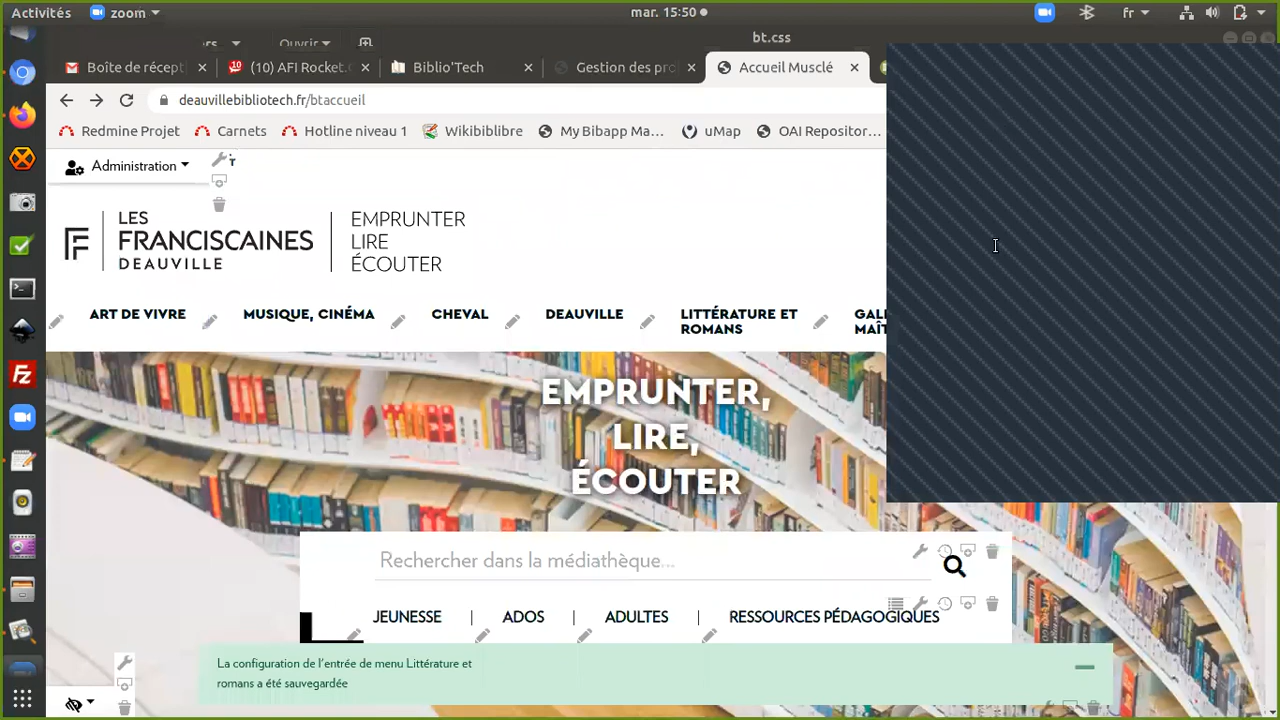 Activités
zoom
mar. 15:50
fr
Ouvrir
bt.css
Boîte de récept
(10) AFI Rocket.
Biblio'Tech
Gestion des pro
Accueil Musclé
deauvillebibliotech.fr/btaccueil
Redmine Projet
Carnets
Hotline niveau 1
Wikibiblibre
My Bibapp Ma...
uMap
OAI Repositor...
Administration
LES
FRANCISCAINES
DEAUVILLE
EMPRUNTER
LIRE
ÉCOUTER
ART DE VIVRE
MUSIQUE, CINÉMA
CHEVAL
DEAUVILLE
LITTÉRATURE ET
ROMANS
EMPRUNTER,
LIRE,
ÉCOUTER
Rechercher dans la médiathèque...
JEUNESSE
ADOS
ADULTES
RESSOURCES PÉDAGOGIQUES
La configuration de l'entrée de menu Littérature et
romans a été sauvegardée